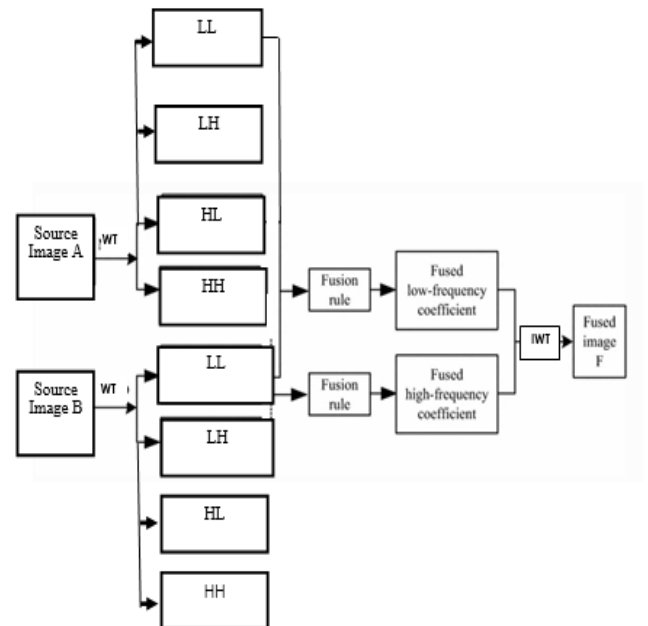 LL
LH
HL
HH
Source
Image A
WT
Fusion
rule
Fused
low-frequency
coefficient
IWT
Fused
image
F
Source
Image B
WT
LL
LH
HL
HH
Fusion
rule
Fused
high-frequency
coefficient